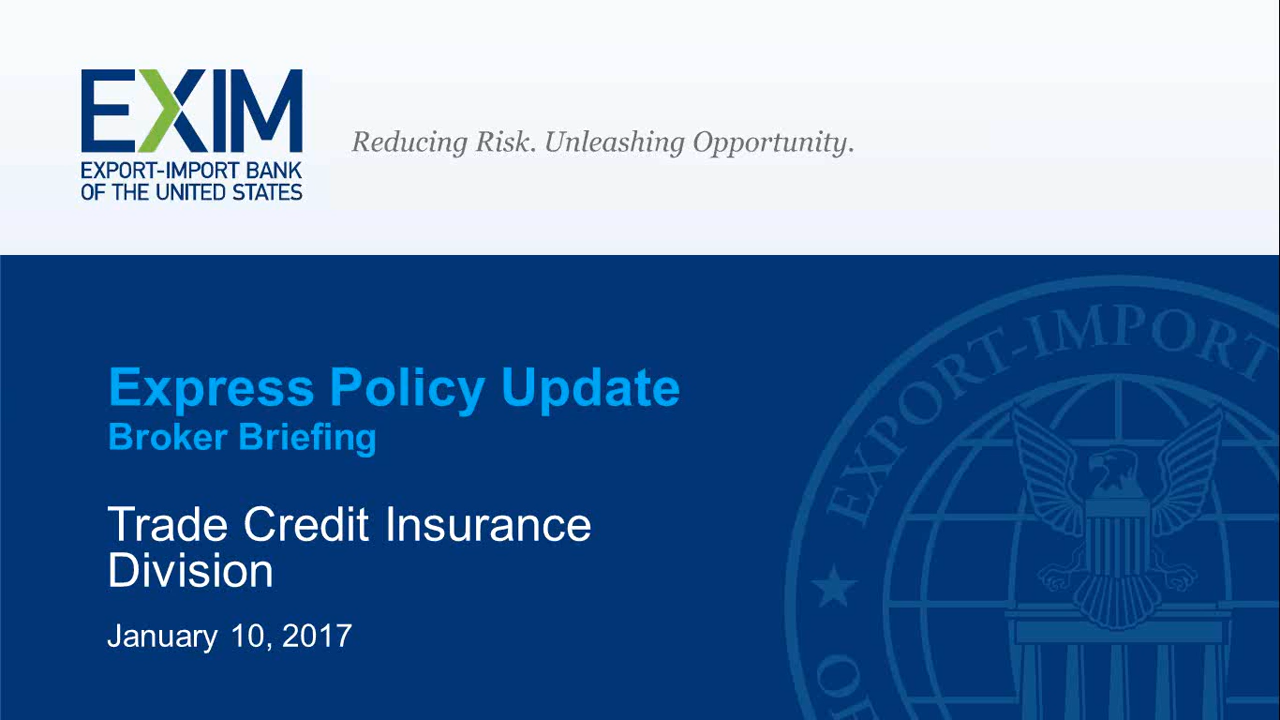 EXIM
EXPORT-IMPORT BANK
OF THE UNITED STATES
Reducing Risk. Unleashing Opportunity.
Express Policy Update
Broker Briefing
Trade Credit Insurance
Division
January 10, 2017
EXPORT-IMPORT